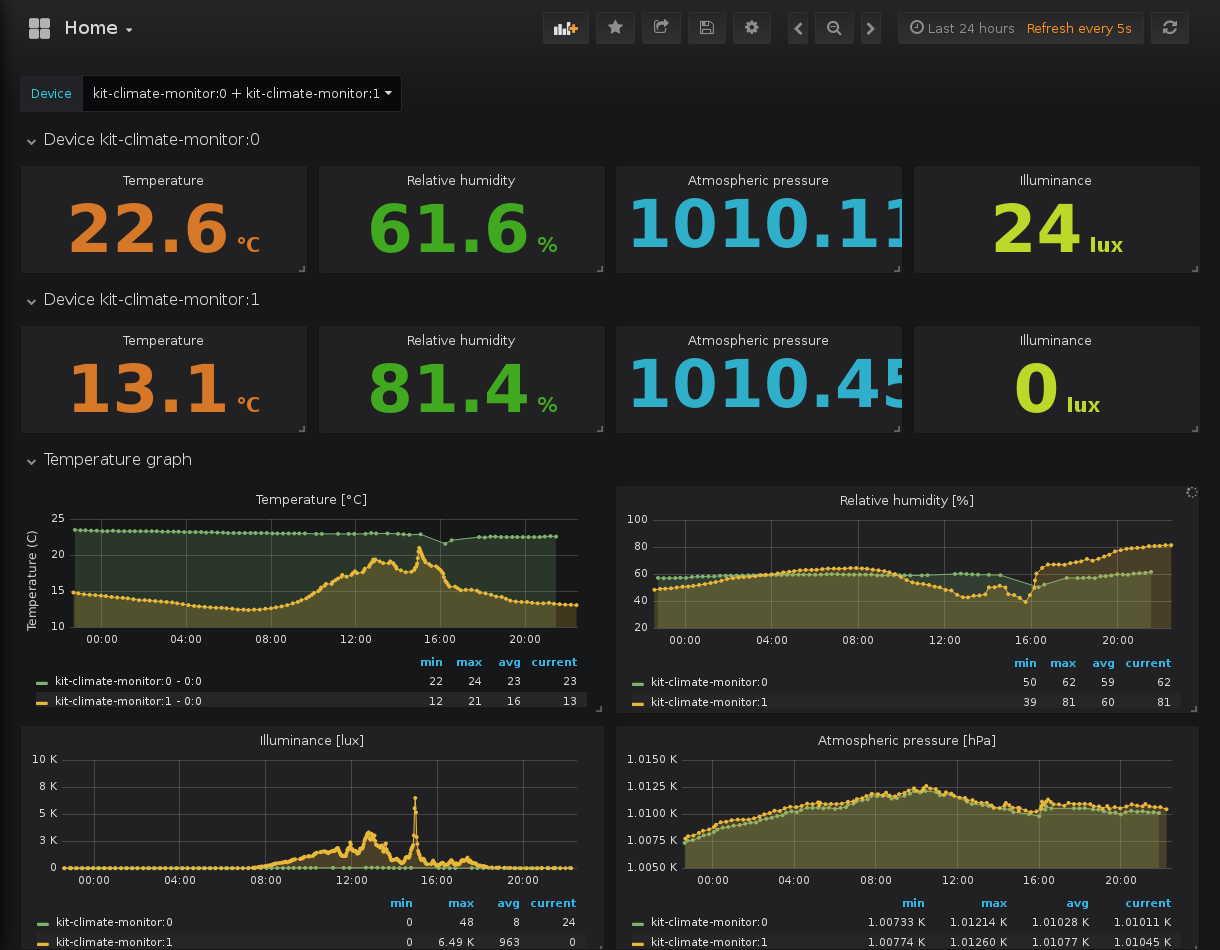 Home
Last 24 hours Refresh every 5s
Device kit-climate-monitor:0 + kit-climate-monitor:1
Device kit-climate-monitor:0
Temperature Relative humidity Atmospheric pressure Illuminance
22.6 °C 61.6 % 1010.11 24 lux
Device kit-climate-monitor:1
Temperature Relative humidity Atmospheric pressure Illuminance
13.1 °C 81.4 % 1010.45 0 lux
Temperature graph
Temperature [°C]
Temperature (C)
25
20
15
10
00:00 04:00 08:00 12:00 16:00 20:00
min max avg current
kit-climate-monitor:0 - 0:0 22 24 23 23
kit-climate-monitor:1 - 0:0 12 21 16 13
Relative humidity [%]
100
80
60
40
20
00:00 04:00 08:00 12:00 16:00 20:00
min max avg current
kit-climate-monitor:0 50 62 59 62
kit-climate-monitor:1 39 81 60 81
Illuminance [lux]
10 K
8 K
5 K
3 K
0
00:00 04:00 08:00 12:00 16:00 20:00
min max avg current
kit-climate-monitor:0 0 48 8 24
kit-climate-monitor:1 0 6.49 K 963 0
Atmospheric pressure [hPa]
1.0150 K
1.0125 K
1.0100 K
1.0075 K
1.0050 K
00:00 04:00 08:00 12:00 16:00 20:00
min max avg current
kit-climate-monitor:0 1.00733 K 1.01214 K 1.01028 K 1.01011 K
kit-climate-monitor:1 1.00774 K 1.01260 K 1.01077 K 1.01045 K